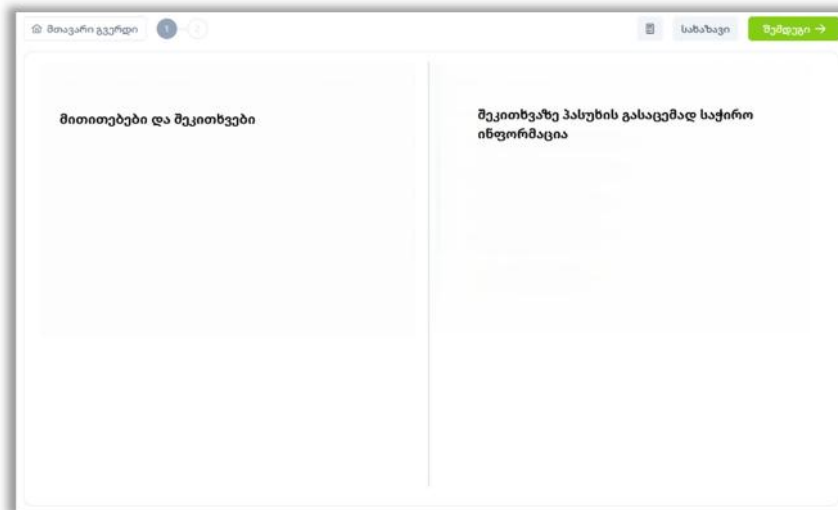 მთავარი გვერდი 1 2 სახაზავი შემდეგი →
მითითებები და შეკითხვები
შეკითხვაზე პასუხის გასაცემად საჭირო
ინფორმაცია